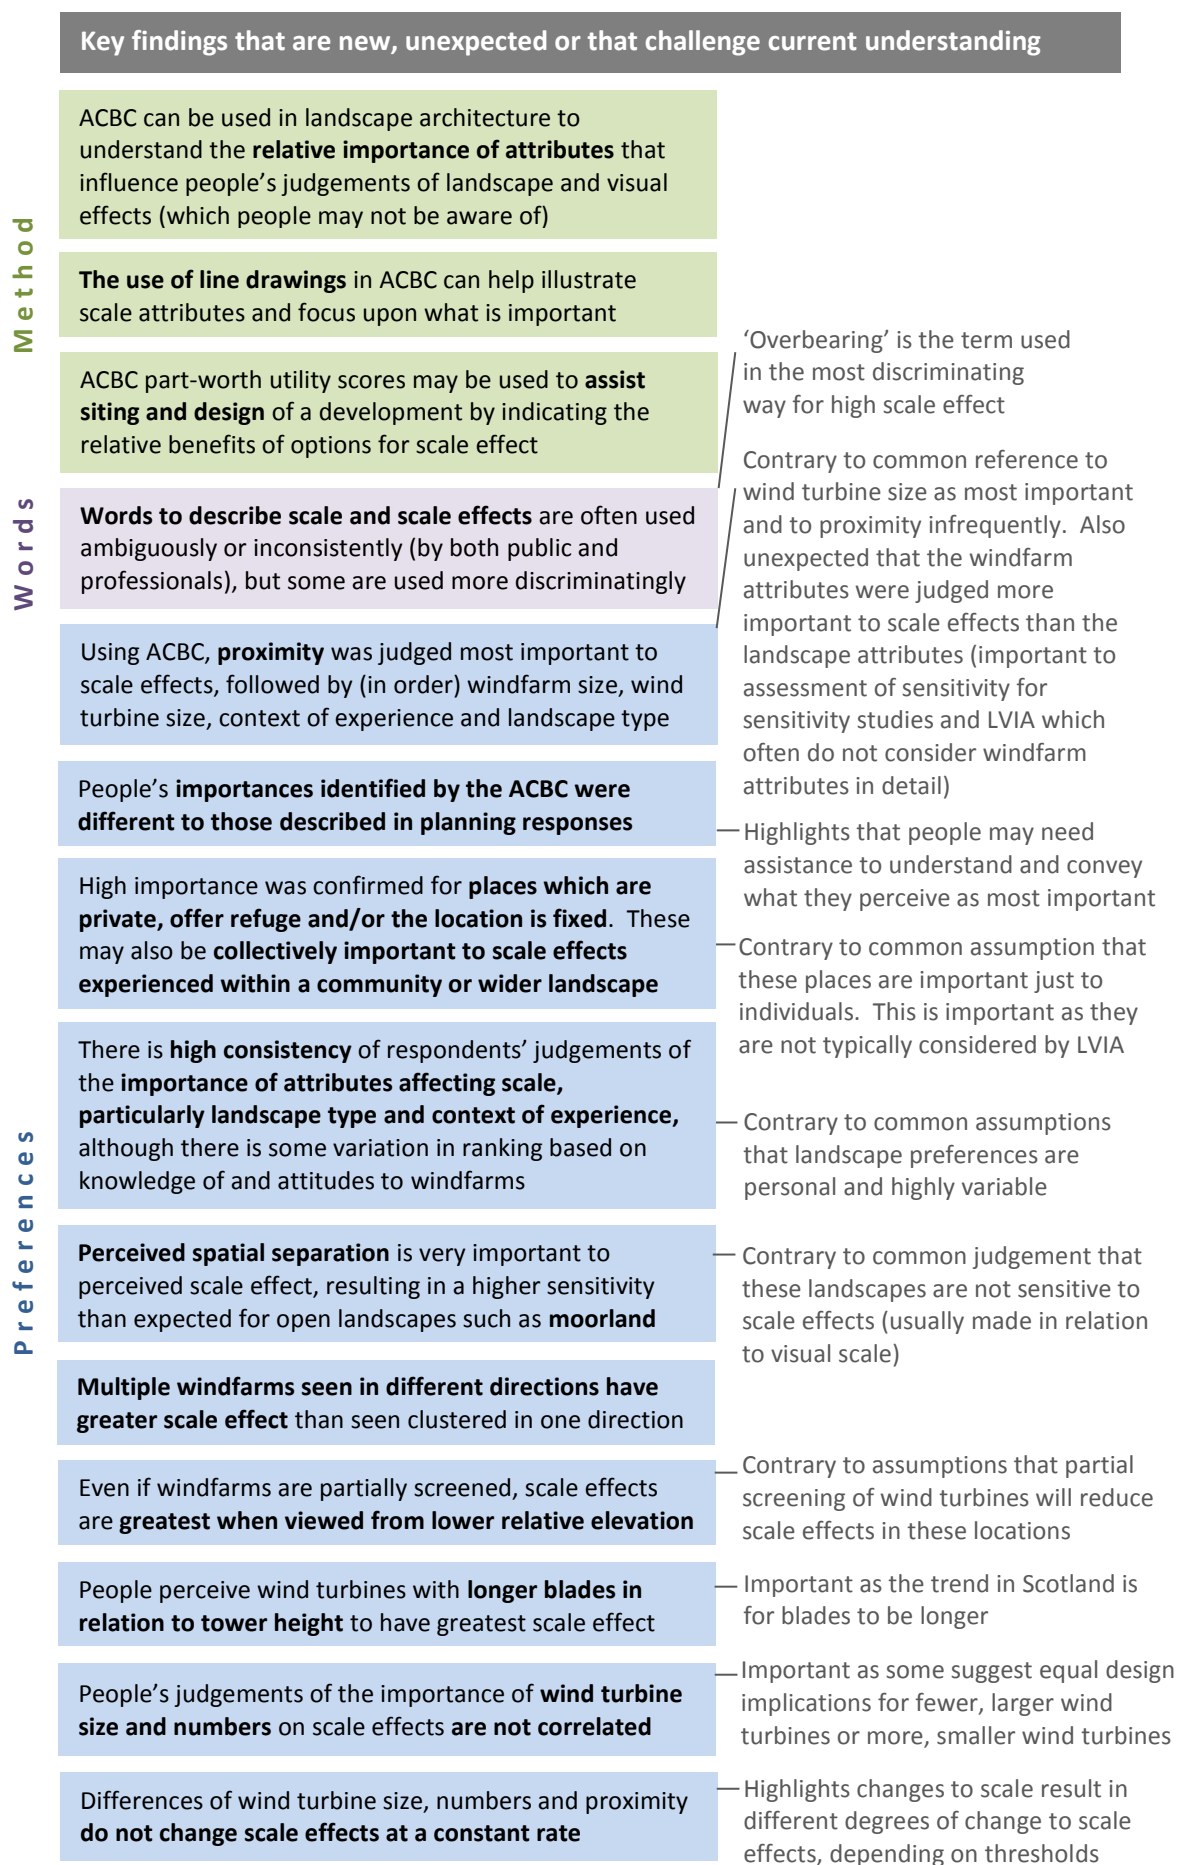 Key findings that are new, unexpected or that challenge current understanding
Method
ACBC can be used in landscape architecture to
understand the relative importance of attributes that
influence people's judgements of landscape and visual
effects (which people may not be aware of)
The use of line drawings in ACBC can help illustrate
scale attributes and focus upon what is important
ACBC part-worth utility scores may be used to assist
siting and design of a development by indicating the
relative benefits of options for scale effect
Words
Words to describe scale and scale effects are often used
ambiguously or inconsistently (by both public and
professionals), but some are used more discriminatingly
'Overbearing' is the term used
in the most discriminating
way for high scale effect
Preferences
Using ACBC, proximity was judged most important to
scale effects, followed by (in order) windfarm size, wind
turbine size, context of experience and landscape type
Contrary to common reference to
wind turbine size as most important
and to proximity infrequently.  Also
unexpected that the windfarm
attributes were judged more
important to scale effects than the
landscape attributes (important to
assessment of sensitivity for
sensitivity studies and LVIA which
often do not consider windfarm
attributes in detail)
People's importances identified by the ACBC were
different to those described in planning responses
Highlights that people may need
assistance to understand and convey
what they perceive as most important
High importance was confirmed for places which are
private, offer refuge and/or the location is fixed.  These
may also be collectively important to scale effects
experienced within a community or wider landscape
Contrary to common assumption that
these places are important just to
individuals.  This is important as they
are not typically considered by LVIA
There is high consistency of respondents' judgements of
the importance of attributes affecting scale,
particularly landscape type and context of experience,
although there is some variation in ranking based on
knowledge of and attitudes to windfarms
Contrary to common assumptions
that landscape preferences are
personal and highly variable
Perceived spatial separation is very important to
perceived scale effect, resulting in a higher sensitivity
than expected for open landscapes such as moorland
Contrary to common judgement that
these landscapes are not sensitive to
scale effects (usually made in relation
to visual scale)
Multiple windfarms seen in different directions have
greater scale effect than seen clustered in one direction
Even if windfarms are partially screened, scale effects
are greatest when viewed from lower relative elevation
Contrary to assumptions that partial
screening of wind turbines will reduce
scale effects in these locations
People perceive wind turbines with longer blades in
relation to tower height to have greatest scale effect
Important as the trend in Scotland is
for blades to be longer
People's judgements of the importance of wind turbine
size and numbers on scale effects are not correlated
Important as some suggest equal design
implications for fewer, larger wind
turbines or more, smaller wind turbines
Differences of wind turbine size, numbers and proximity
do not change scale effects at a constant rate
Highlights changes to scale result in
different degrees of change to scale
effects, depending on thresholds